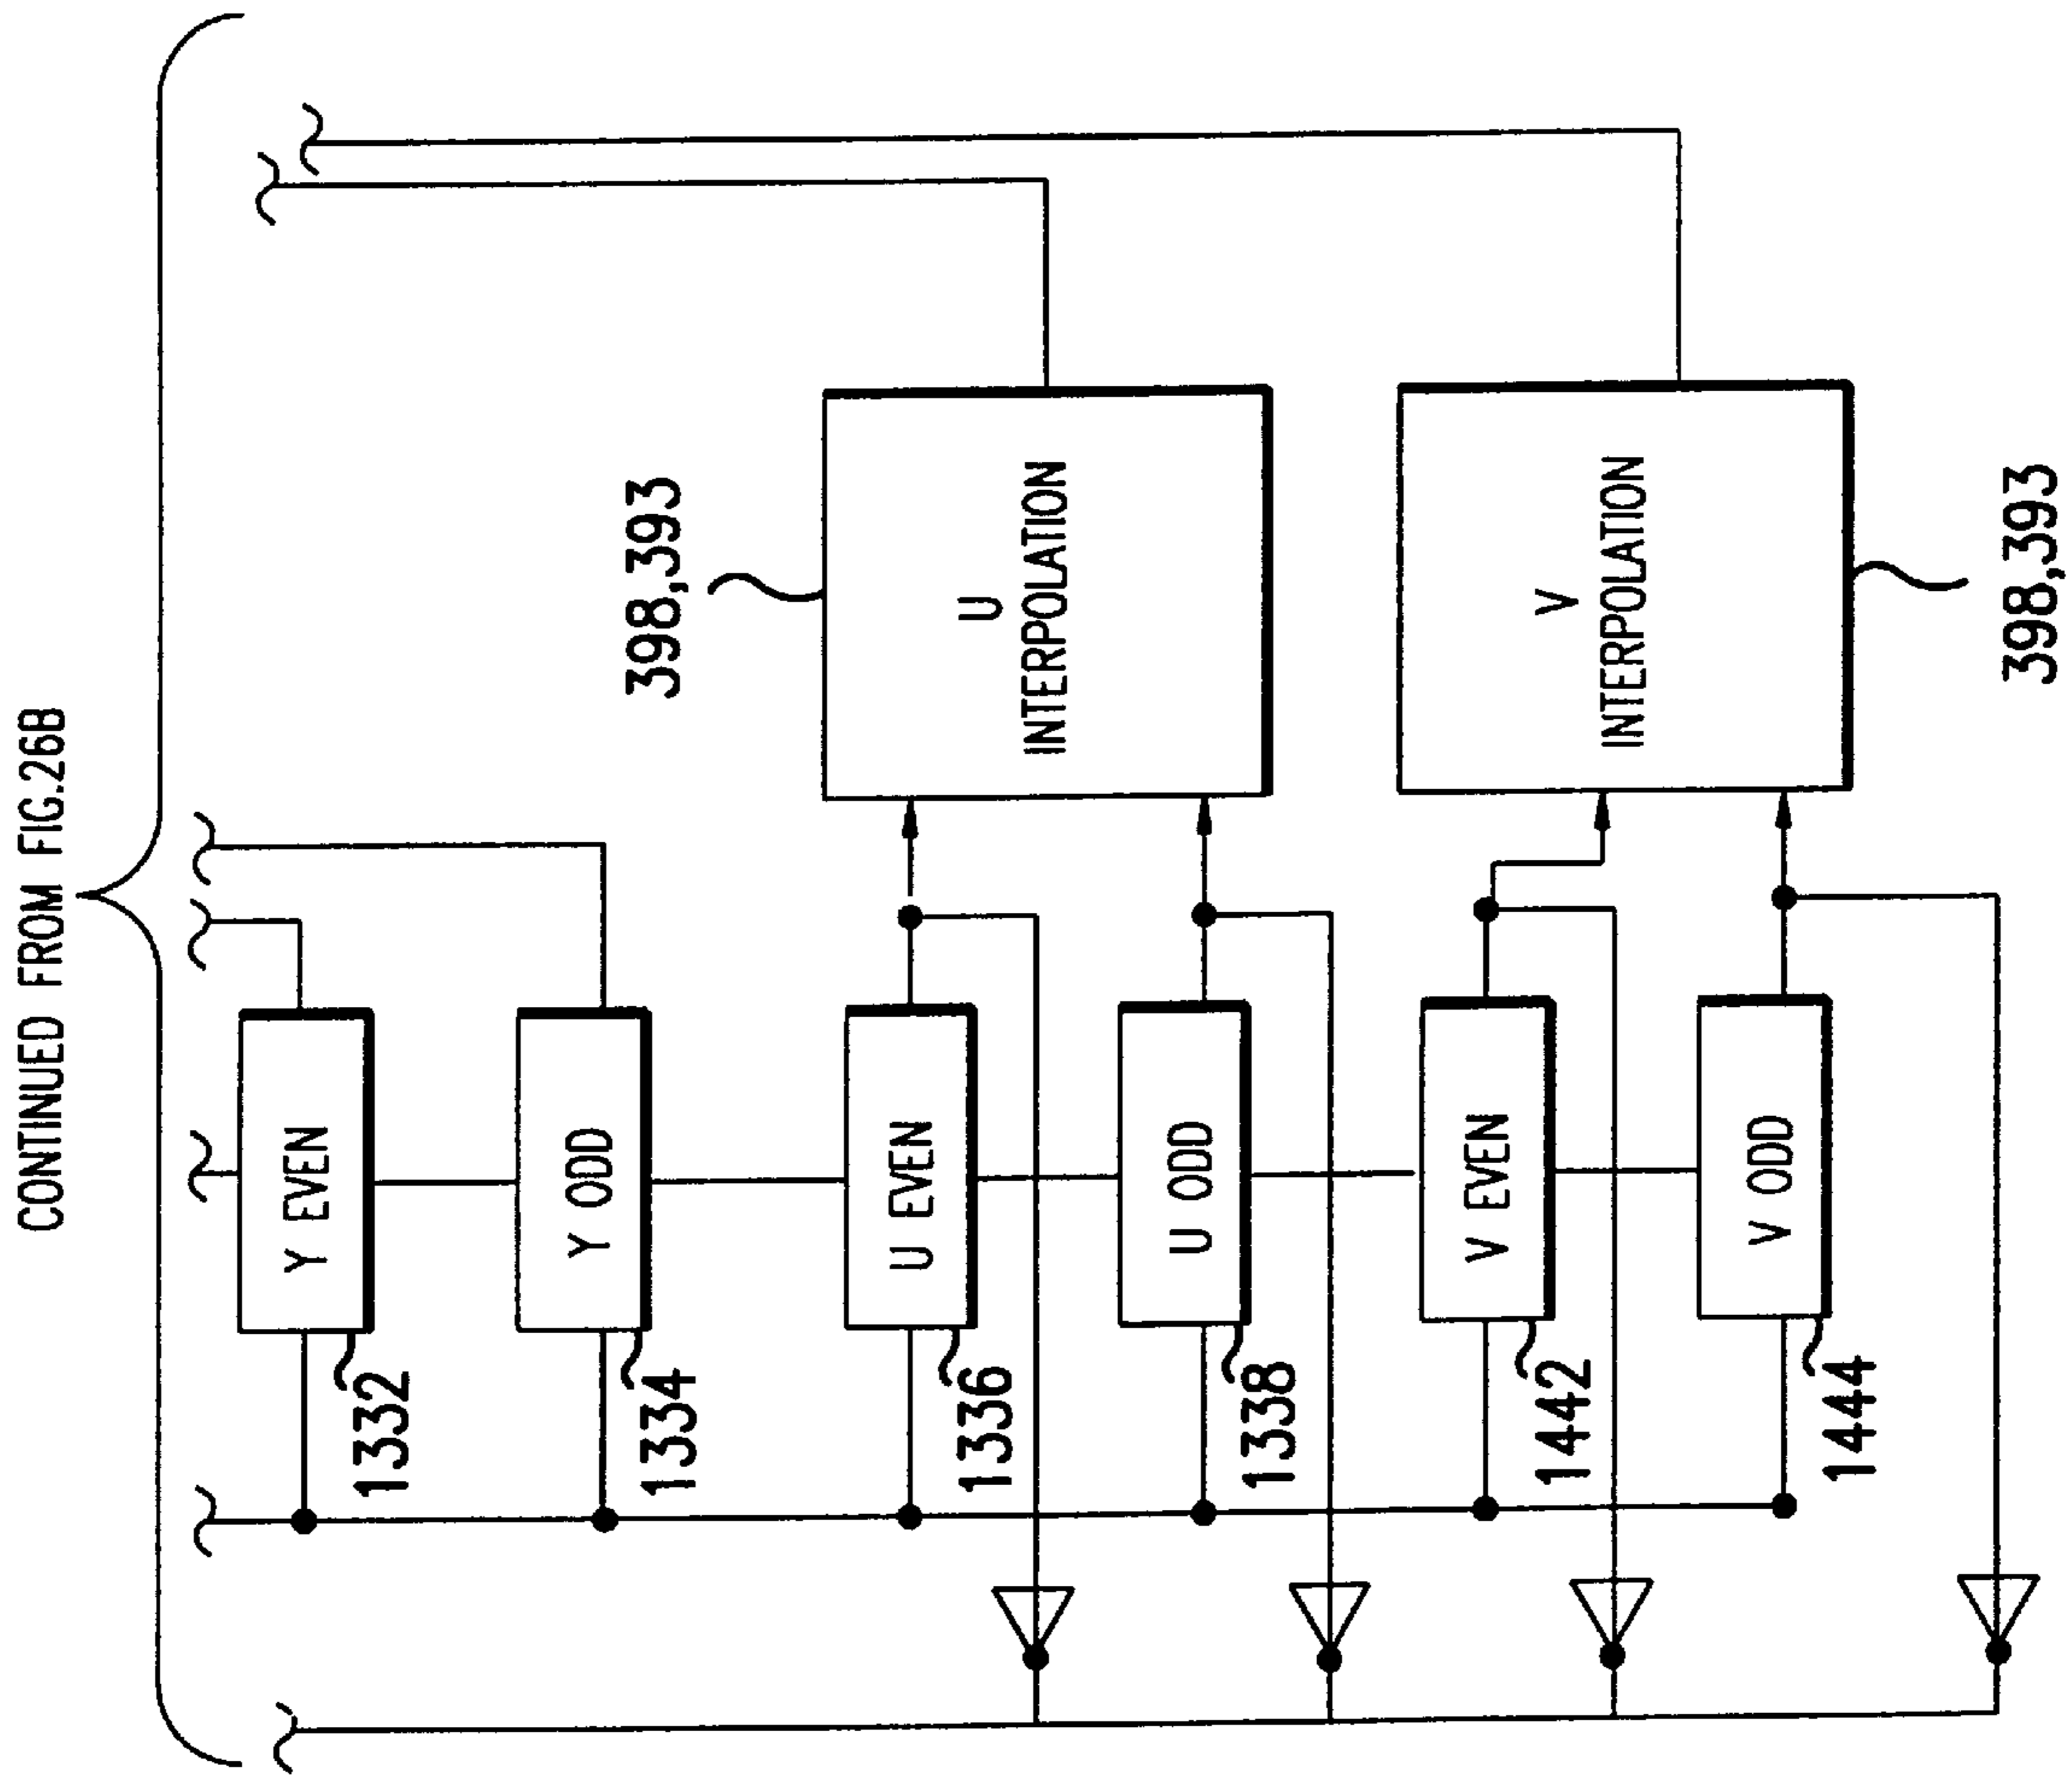 CONTINUED FROM FIG.26B
Y EVEN
1332
Y ODD
1334
U EVEN
1336
U ODD
1338
V EVEN
1442
V ODD
1444
398,393
U
INTERPOLATION
V
INTERPOLATION
398,393